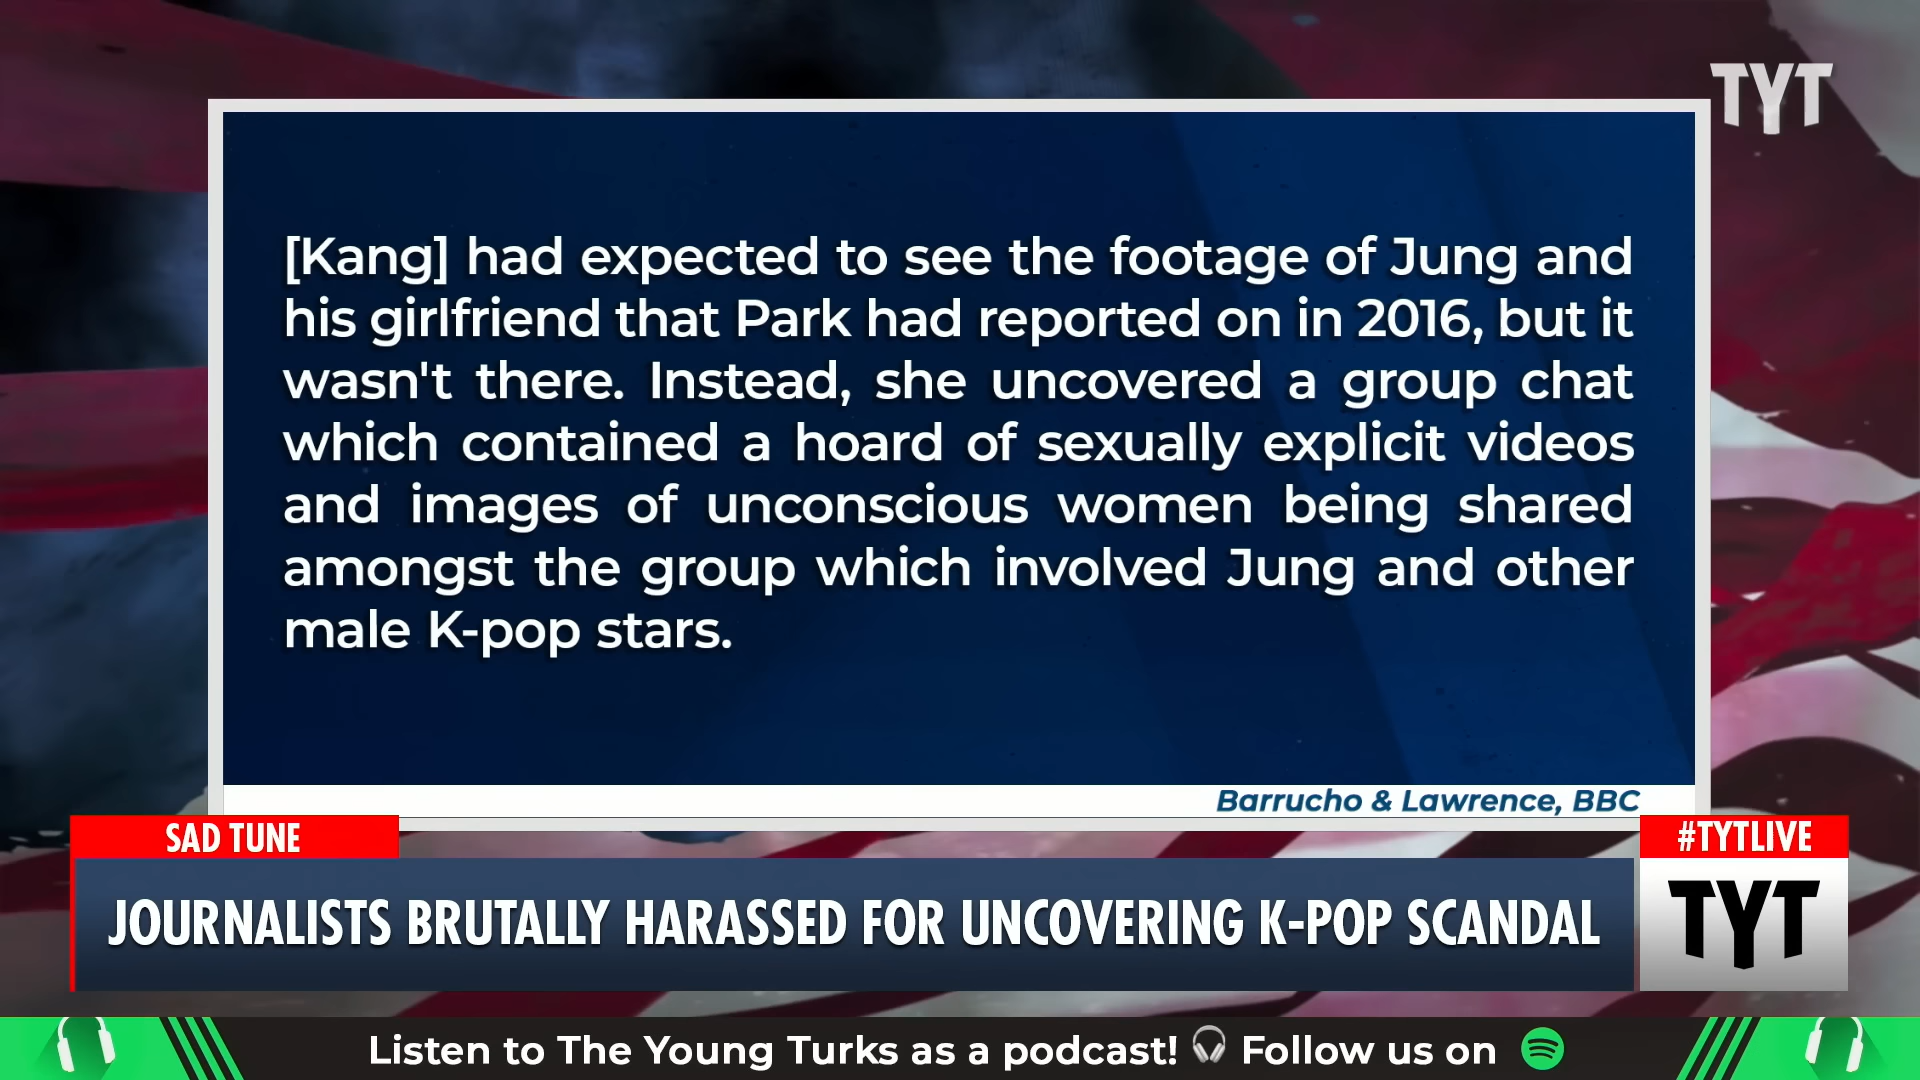 TYT
[Kang] had expected to see the footage of Jung and
his girlfriend that Park had reported on in 2016, but it
wasn't there. Instead, she uncovered a group chat
which contained a hoard of sexually explicit videos
and images of unconscious women being shared
amongst the group which involved Jung and other
male K-pop stars.
Barrucho & Lawrence, BBC
SAD TUNE
JOURNALISTS BRUTALLY HARASSED FOR UNCOVERING K-POP SCANDAL
#TYTLIVE
TYT
Listen to The Young Turks as a podcast! Follow us on